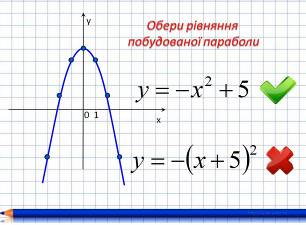 y
Обери рівняння
побудованої параболи
y = −x² + 5
0 1
x
y = −(x + 5)²